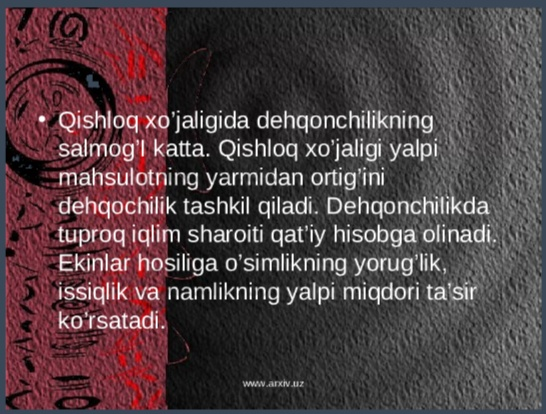 • Qishloq xo’jaligida dehqonchilikning
salmog’I katta. Qishloq xo’jaligi yalpi
mahsulotning yarmidan ortig’ini
dehqochilik tashkil qiladi. Dehqonchilikda
tuproq iqlim sharoiti qat’iy hisobga olinadi.
Ekinlar hosiliga o’simlikning yorug’lik,
issiqlik va namlikning yalpi miqdori ta’sir
ko’rsatadi.
www.arxiv.uz